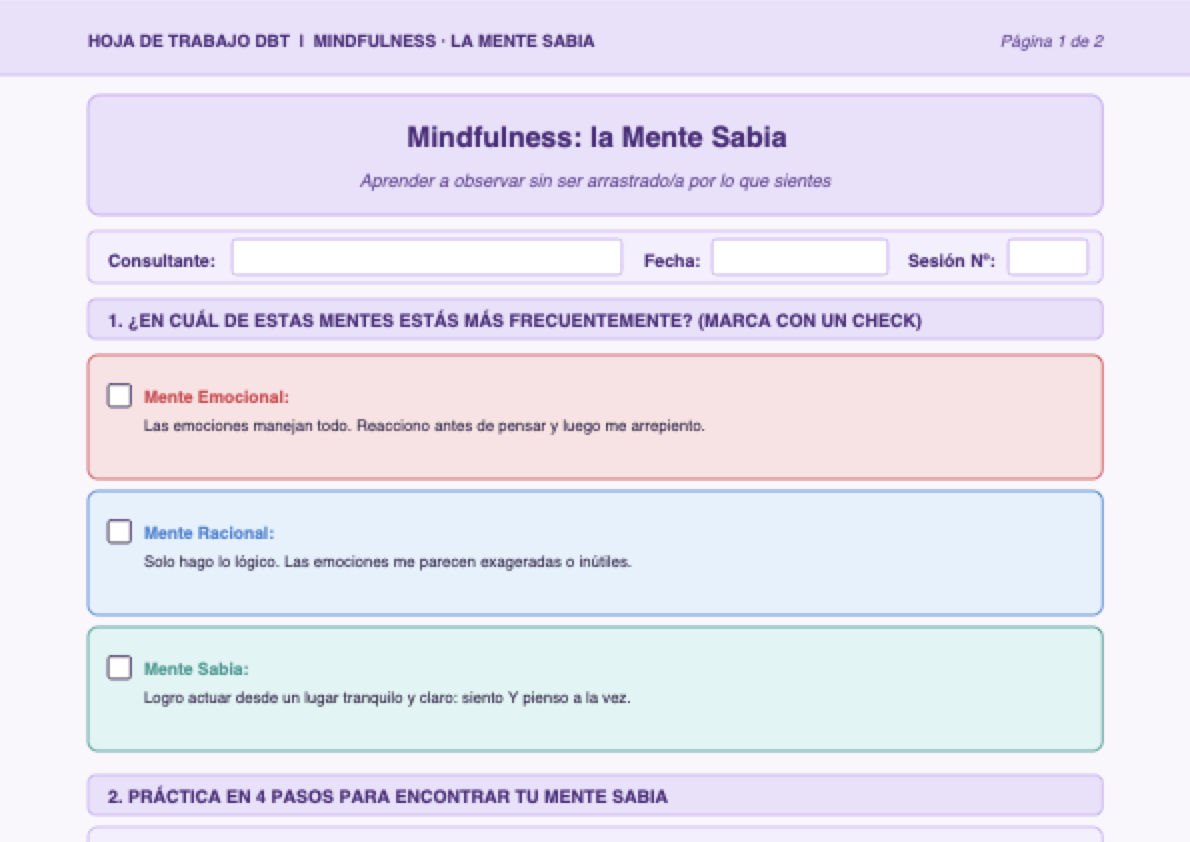 HOJA DE TRABAJO DBT | MINDFULNESS · LA MENTE SABIA
Página 1 de 2
Mindfulness: la Mente Sabia
Aprender a observar sin ser arrastrado/a por lo que sientes
Consultante: Fecha: Sesión Nº:
1. ¿EN CUÁL DE ESTAS MENTES ESTÁS MÁS FRECUENTEMENTE? (MARCA CON UN CHECK)
Mente Emocional:
Las emociones manejan todo. Reacciono antes de pensar y luego me arrepiento.
Mente Racional:
Solo hago lo lógico. Las emociones me parecen exageradas o inútiles.
Mente Sabia:
Logro actuar desde un lugar tranquilo y claro: siento Y pienso a la vez.
2. PRÁCTICA EN 4 PASOS PARA ENCONTRAR TU MENTE SABIA